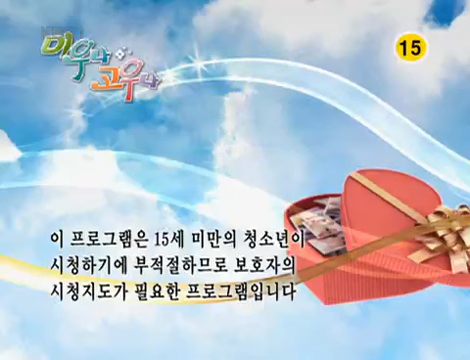 미우나
고우나
15
이 프로그램은 15세 미만의 청소년이
시청하기에 부적절하므로 보호자의
시청지도가 필요한 프로그램입니다